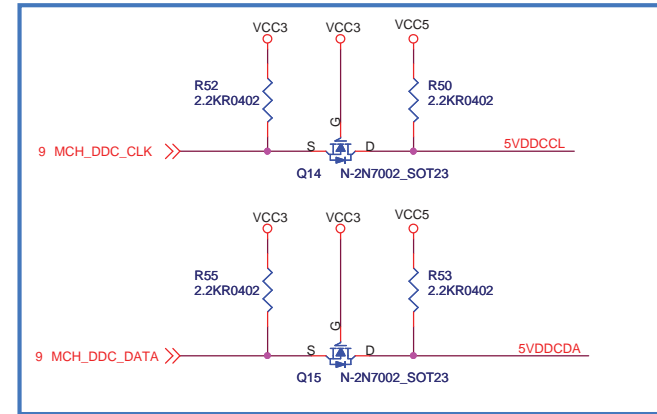 VCC3 VCC3 VCC5
R52 R50
2.2KR0402 2.2KR0402
G
9 MCH_DDC_CLK S D 5VDDCCL
Q14 N-2N7002_SOT23
VCC3 VCC3 VCC5
R55 R53
2.2KR0402 2.2KR0402
G
9 MCH_DDC_DATA S D 5VDDCDA
Q15 N-2N7002_SOT23